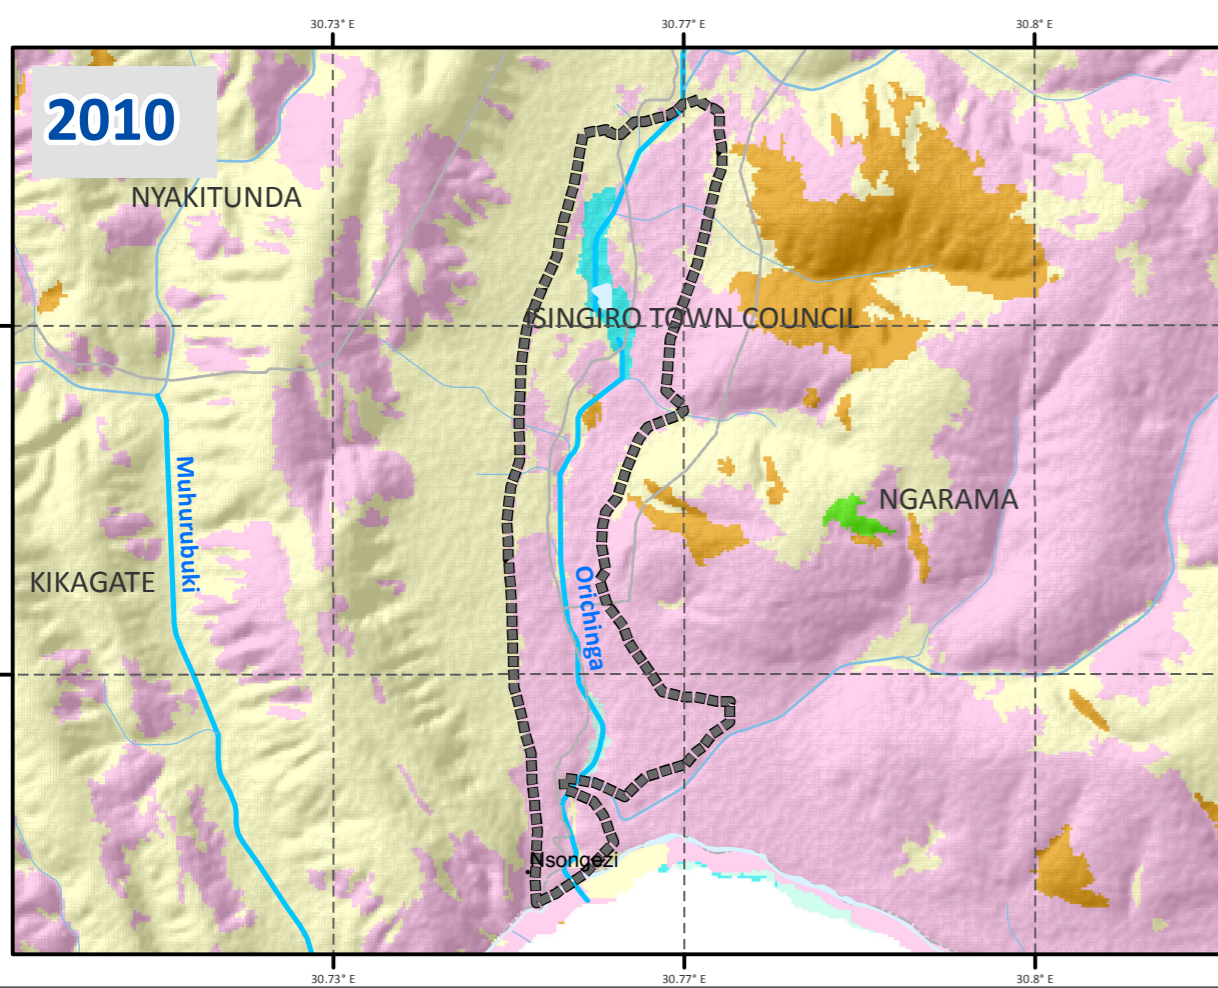 30.73° E
30.77° E
30.8° E
2010
NYAKITUNDA
SINGIRO TOWN COUNCIL
Muhurubuki
NGARAMA
KIKAGATE
Orichinga
Nsongezi
30.73° E
30.77° E
30.8° E